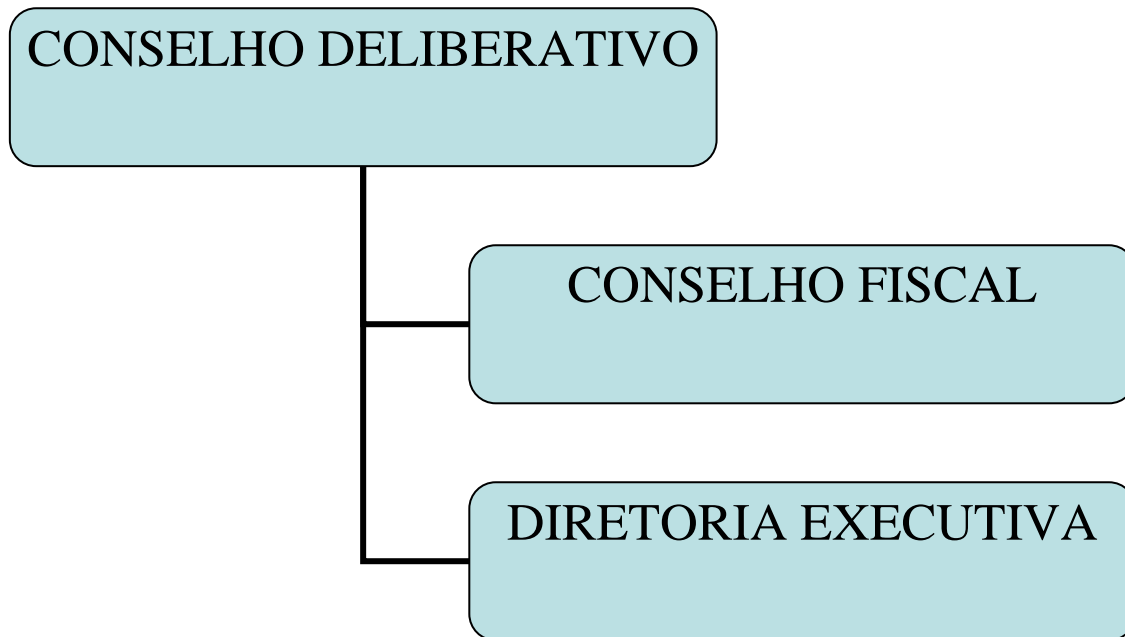 CONSELHO DELIBERATIVO
CONSELHO FISCAL
DIRETORIA EXECUTIVA